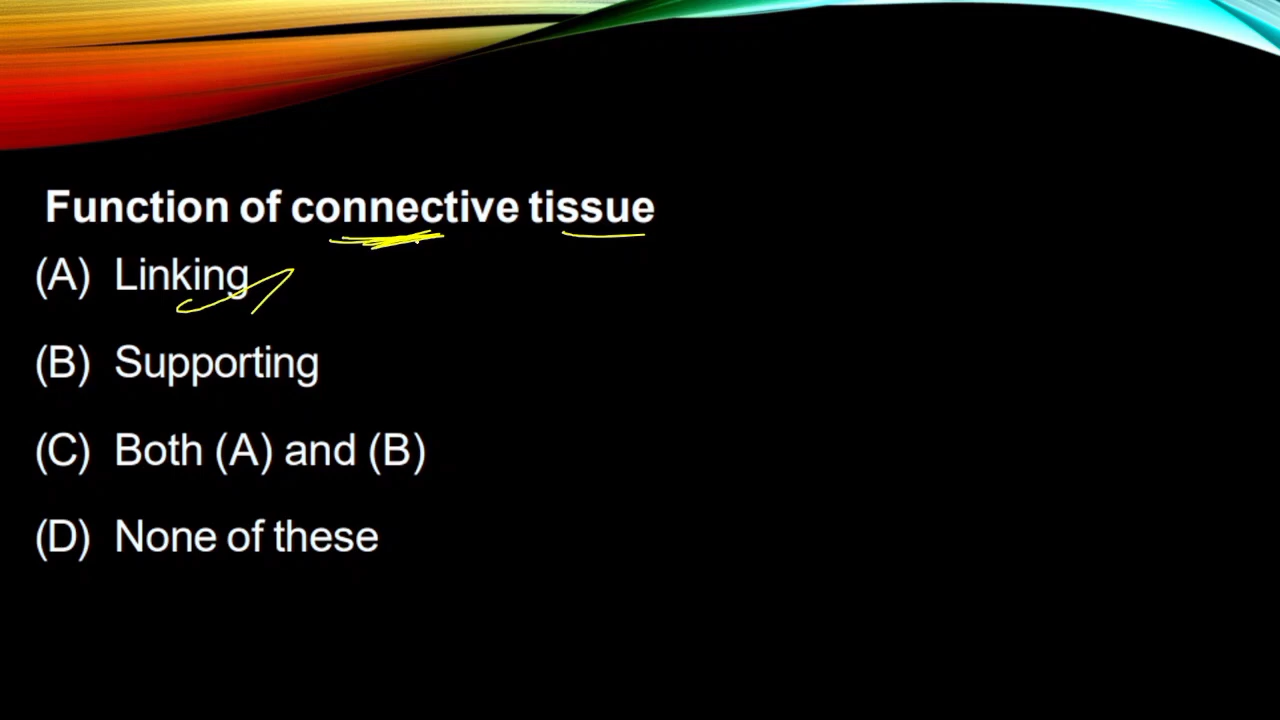 Function of connective tissue
(A) Linking
(B) Supporting
(C) Both (A) and (B)
(D) None of these